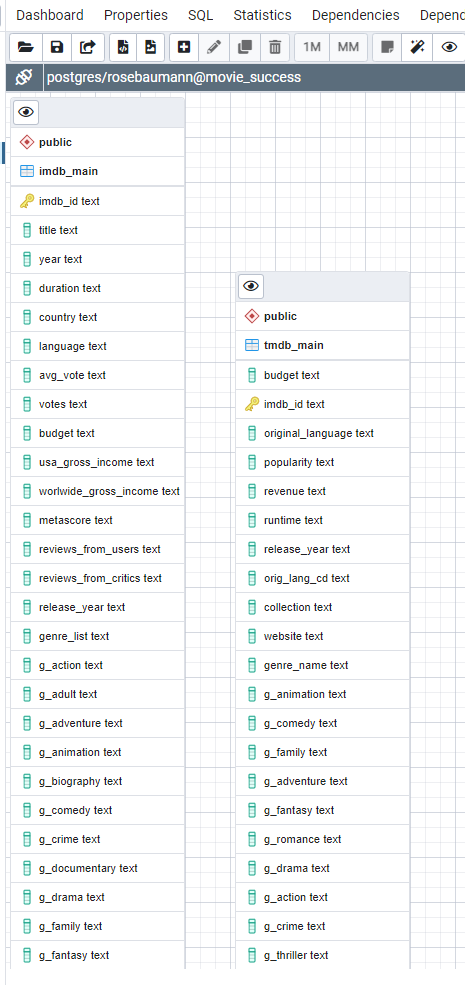 Dashboard Properties SQL Statistics Dependencies Depend
1M MM
postgres/rosebaumann@movie_success
public
imdb_main
imdb_id text
title text
year text
duration text
country text
language text
avg_vote text
votes text
budget text
usa_gross_income text
worlwide_gross_income text
metascore text
reviews_from_users text
reviews_from_critics text
release_year text
genre_list text
g_action text
g_adult text
g_adventure text
g_animation text
g_biography text
g_comedy text
g_crime text
g_documentary text
g_drama text
g_family text
g_fantasy text
public
tmdb_main
budget text
imdb_id text
original_language text
popularity text
revenue text
runtime text
release_year text
orig_lang_cd text
collection text
website text
genre_name text
g_animation text
g_comedy text
g_family text
g_adventure text
g_fantasy text
g_romance text
g_drama text
g_action text
g_crime text
g_thriller text